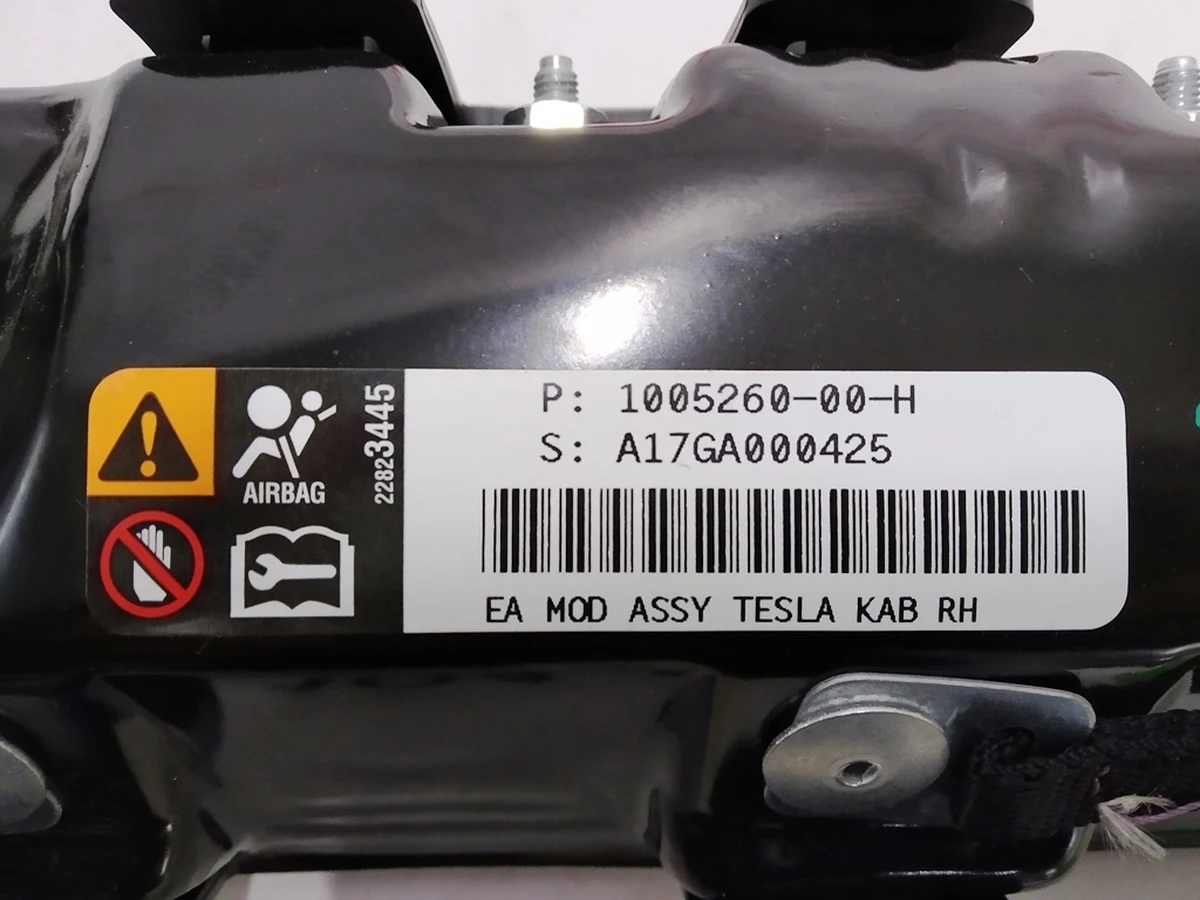 P: 1005260-00-H
S: A17GA000425
AIRBAG
22823445
EA MOD ASSY TESLA KAB RH